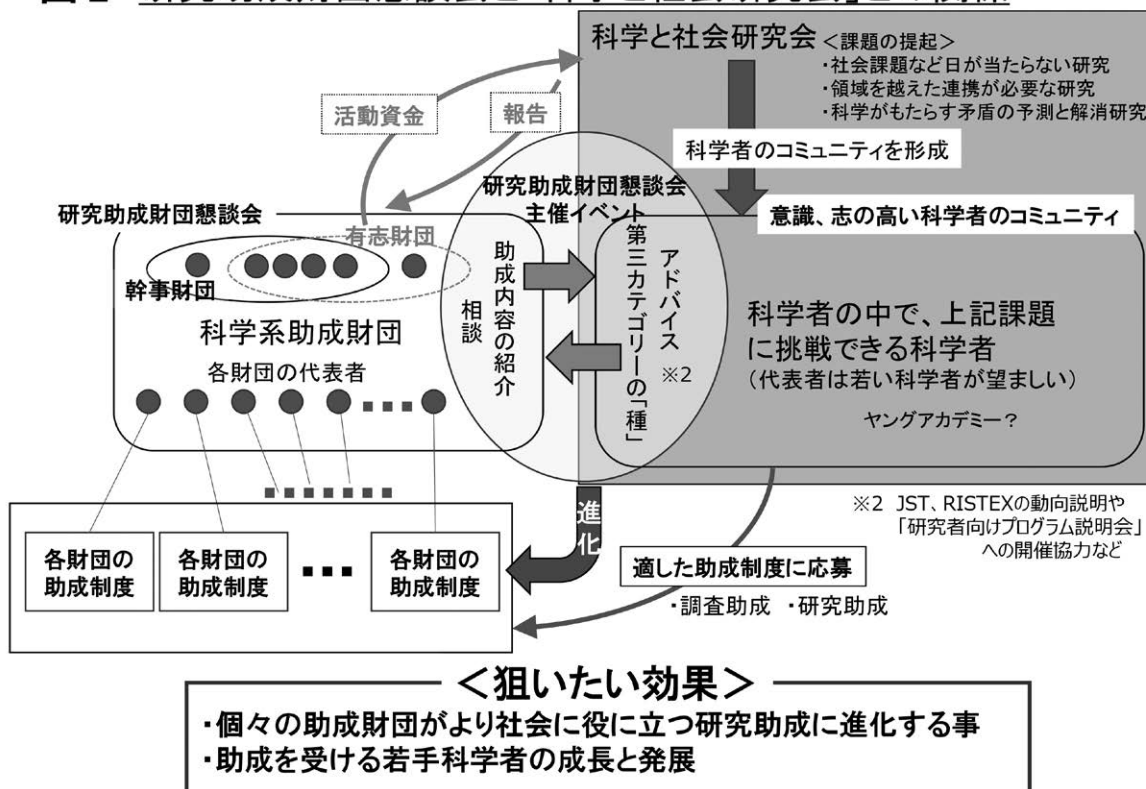 科学と社会研究会
<課題の提起>
・社会課題など日が当たらない研究
・領域を越えた連携が必要な研究
・科学がもたらす矛盾の予測と解消研究
活動資金
報告
科学者のコミュニティを形成
研究助成財団懇談会
主催イベント
研究助成財団懇談会
意識、志の高い科学者のコミュニティ
有志財団
幹事財団
科学系助成財団
各財団の代表者
助成内容の紹介
相談
第三カテゴリーの「種」
アドバイス
※2
科学者の中で、上記課題
に挑戦できる科学者
(代表者は若い科学者が望ましい)
ヤングアカデミー?
※2 JST、RISTEXの動向説明や
「研究者向けプログラム説明会」
への開催協力など
進化
各財団の
助成制度
各財団の
助成制度
各財団の
助成制度
適した助成制度に応募
・調査助成 ・研究助成
<狙いたい効果>
・個々の助成財団がより社会に役に立つ研究助成に進化する事
・助成を受ける若手科学者の成長と発展